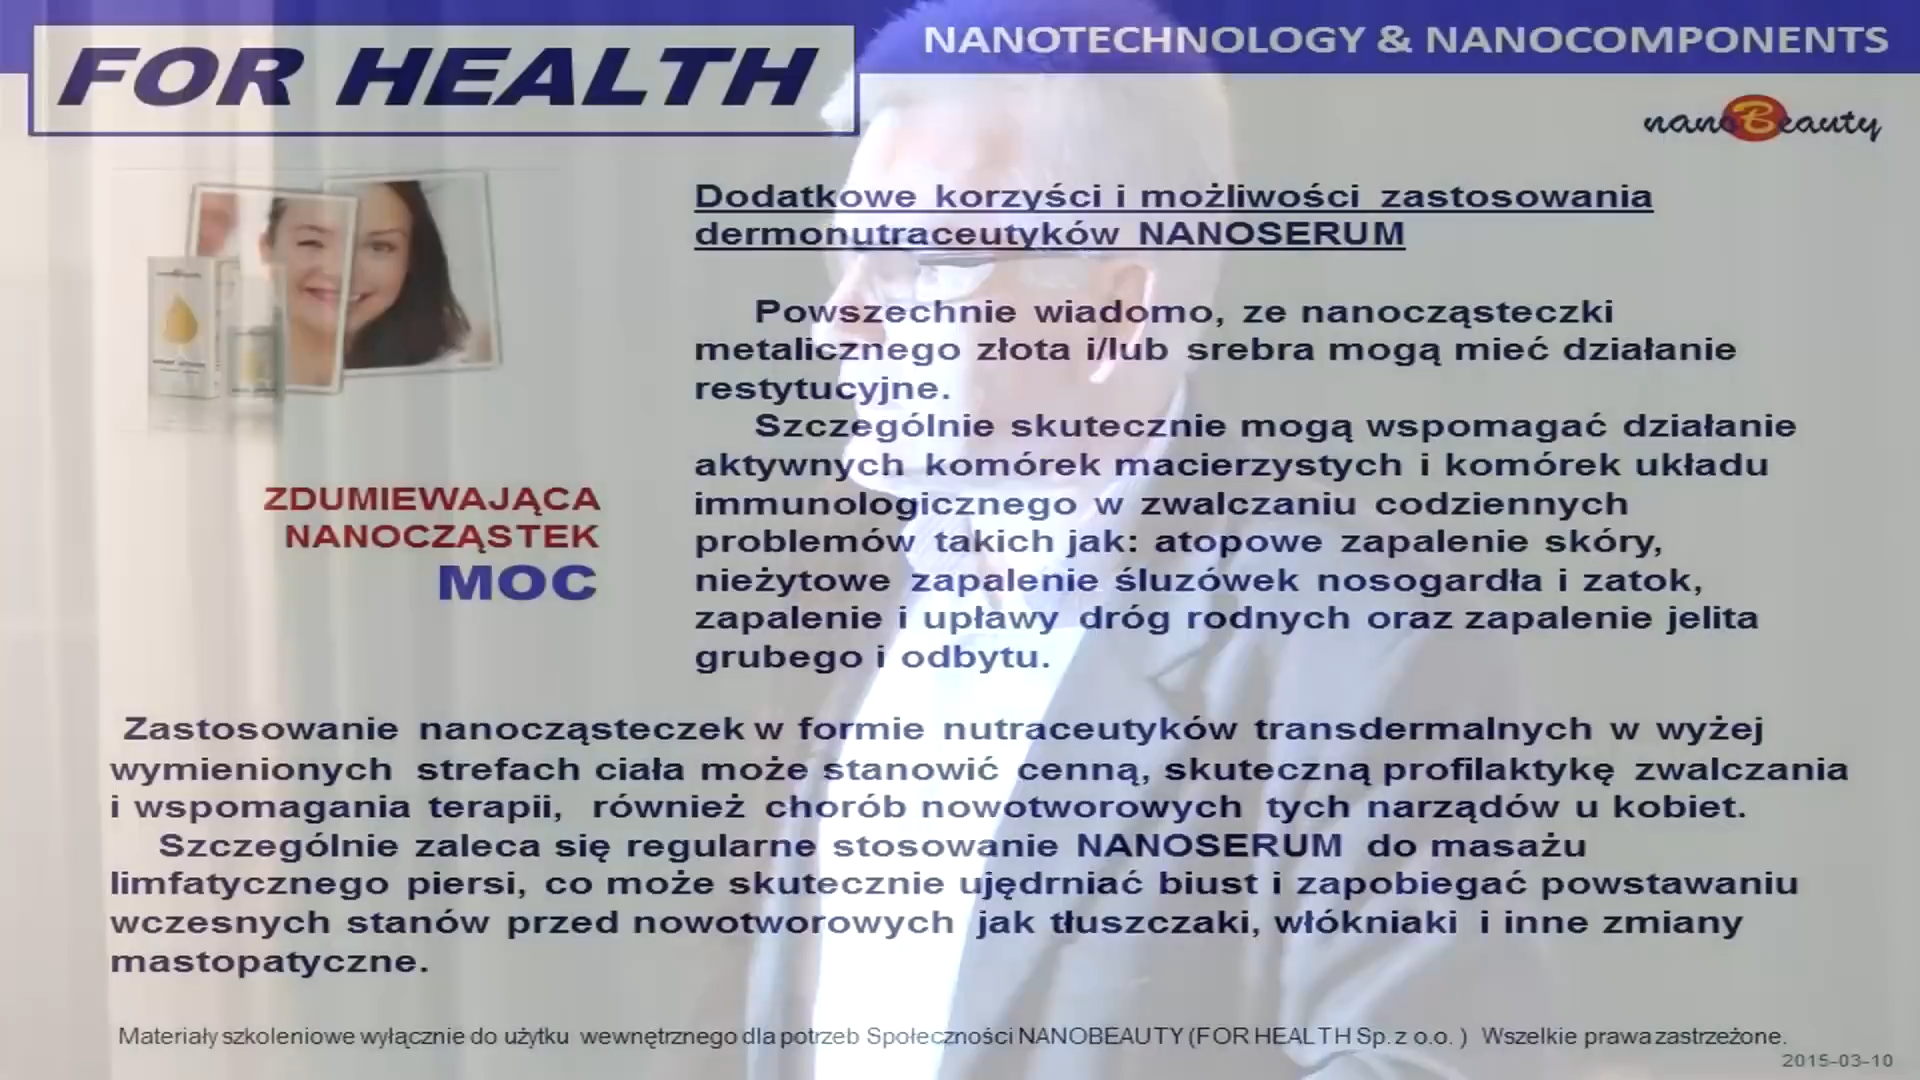 FOR HEALTH
NANOTECHNOLOGY & NANOCOMPONENTS
nanoBeauty
Dodatkowe korzyści i możliwości zastosowania
dermonutraceutyków NANOSERUM
Powszechnie wiadomo, ze nanocząsteczki
metalicznego złota i/lub srebra mogą mieć działanie
restytucyjne.
Szczególnie skutecznie mogą wspomagać działanie
aktywnych komórek macierzystych i komórek układu
immunologicznego w zwalczaniu codziennych
problemów takich jak: atopowe zapalenie skóry,
nieżytowe zapalenie śluzówek nosogardła i zatok,
zapalenie i upławy dróg rodnych oraz zapalenie jelita
grubego i odbytu.
ZDUMIEWAJĄCA
NANOCZĄSTEK
MOC
Zastosowanie nanocząsteczek w formie nutraceutyków transdermalnych w wyżej
wymienionych strefach ciała może stanowić cenną, skuteczną profilaktykę zwalczania
i wspomagania terapii, również chorób nowotworowych tych narządów u kobiet.
Szczególnie zaleca się regularne stosowanie NANOSERUM do masażu
limfatycznego piersi, co może skutecznie ujędrniać biust i zapobiegać powstawaniu
wczesnych stanów przed nowotworowych jak tłuszczaki, włókniaki i inne zmiany
mastopatyczne.
Materiały szkoleniowe wyłącznie do użytku wewnętrznego dla potrzeb Społeczności NANOBEAUTY (FOR HEALTH Sp. z o.o. ) Wszelkie prawa zastrzeżone.
2015-03-10